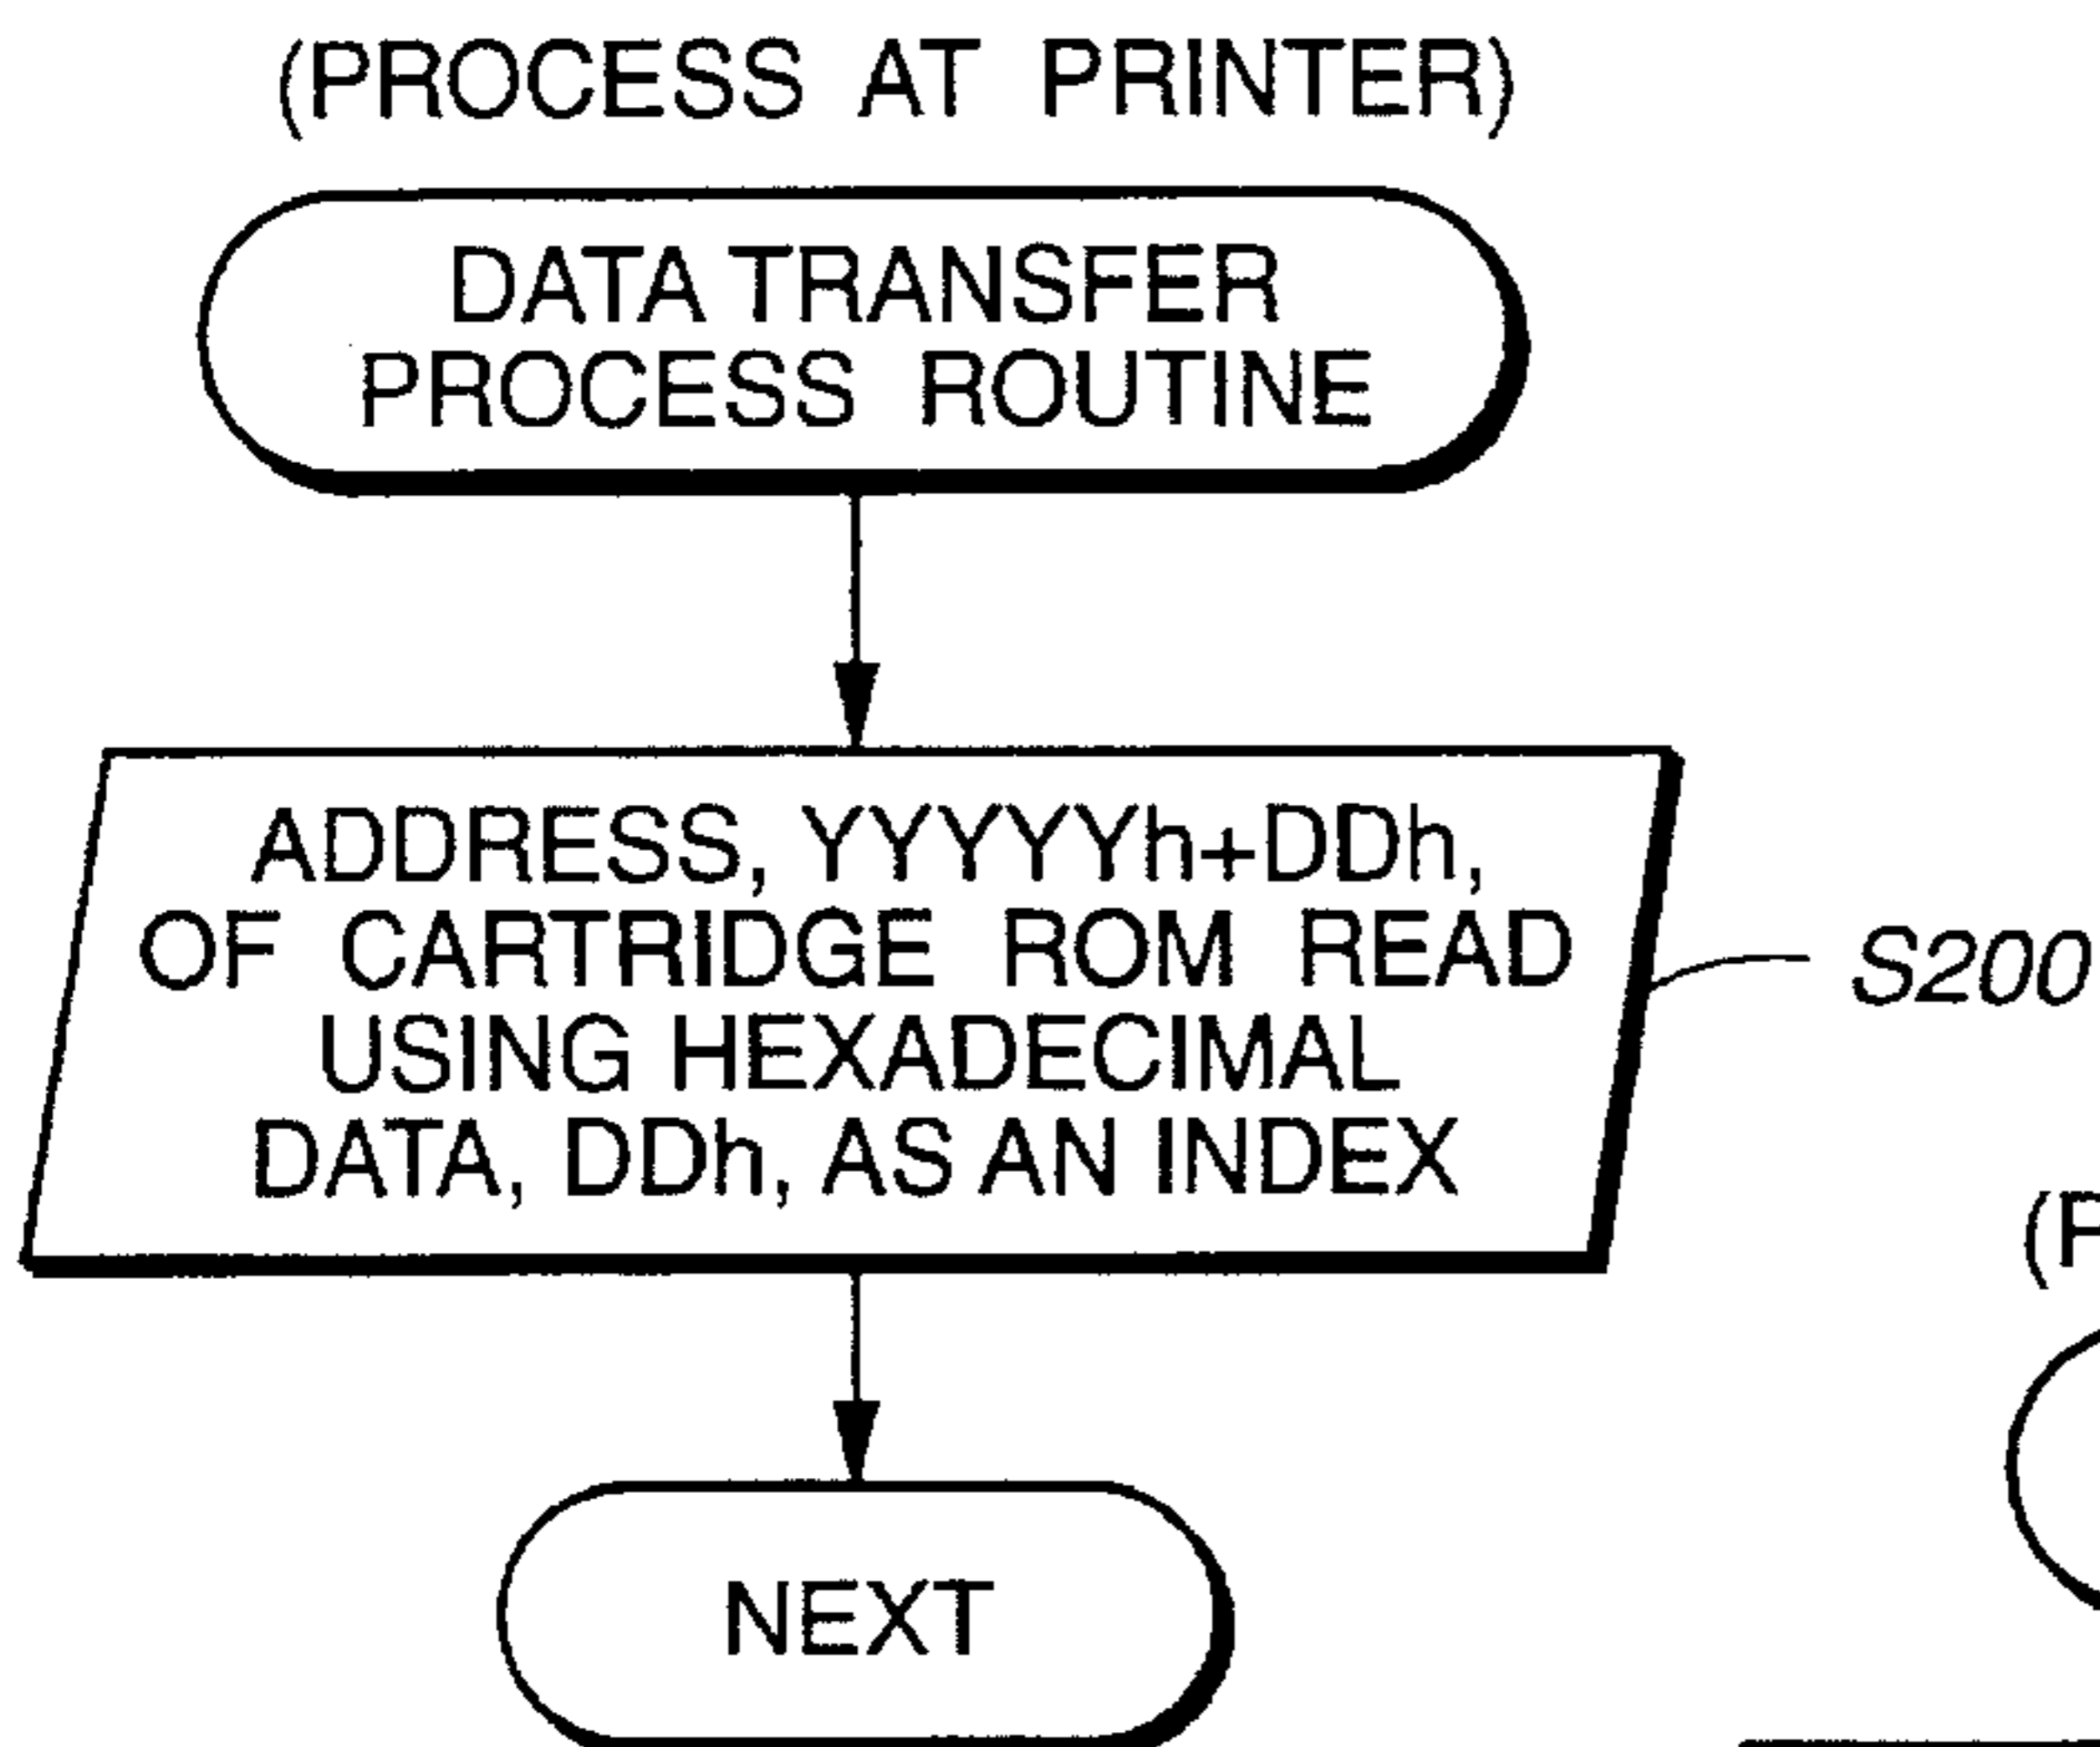 (PROCESS AT PRINTER)
DATA TRANSFER
PROCESS ROUTINE
ADDRESS, YYYYYh+DDh,
OF CARTRIDGE ROM READ
USING HEXADECIMAL
DATA, DDh, AS AN INDEX
S200
NEXT